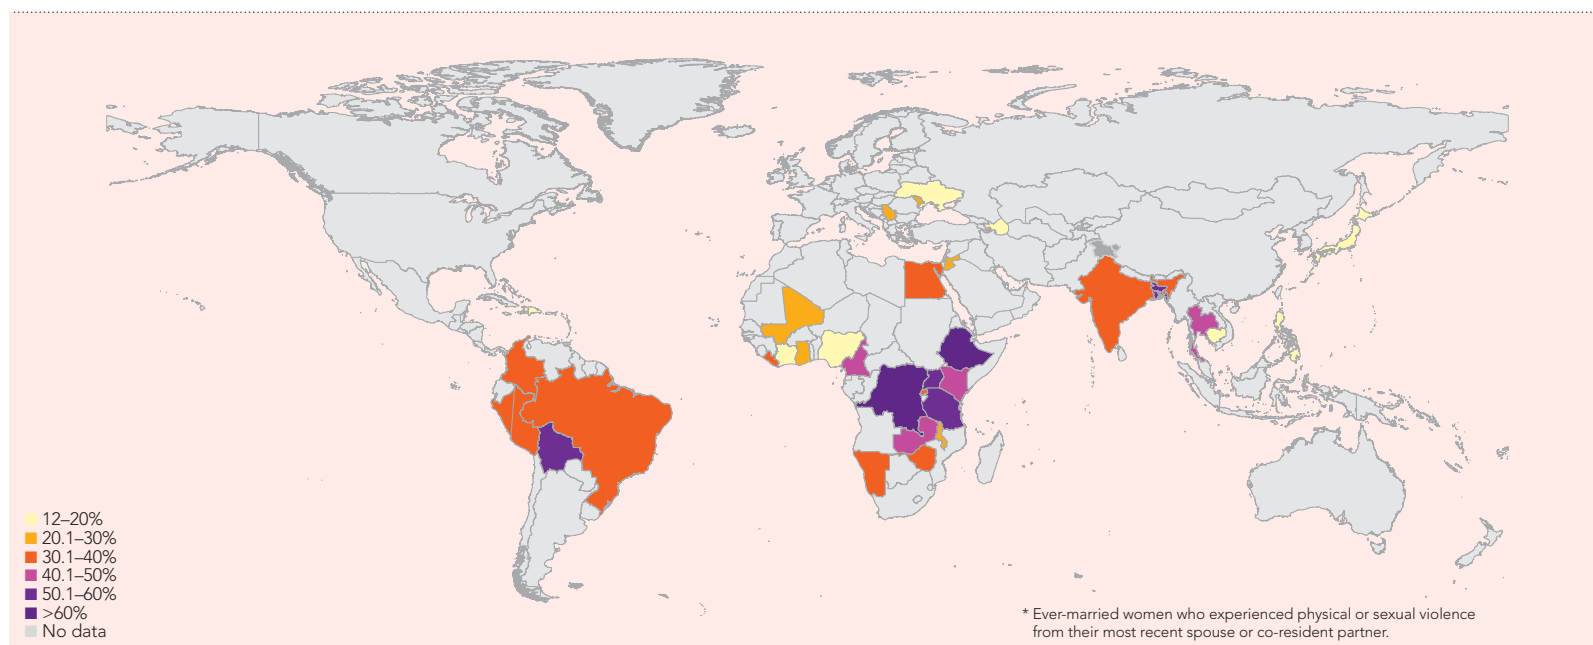 12–20%
20.1–30%
30.1–40%
40.1–50%
50.1–60%
>60%
No data
* Ever-married women who experienced physical or sexual violence
from their most recent spouse or co-resident partner.